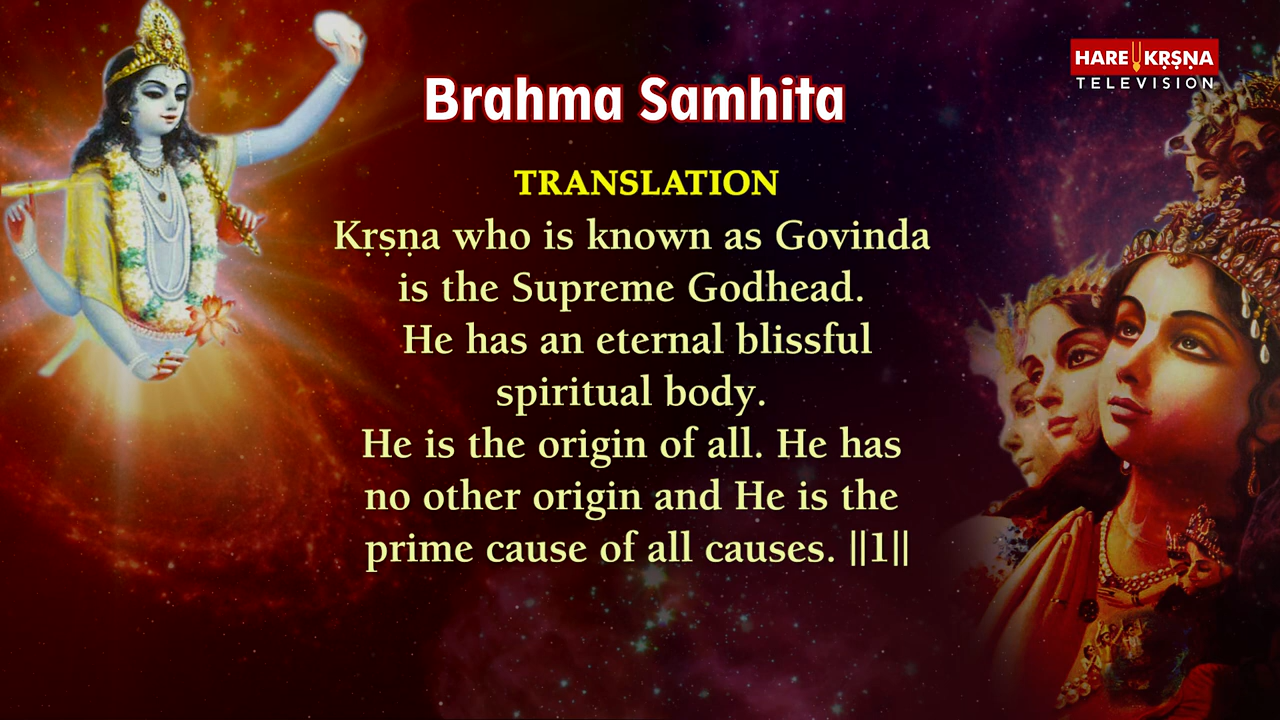 HARE KṚṢṆA
TELEVISION
Brahma Samhita
TRANSLATION
Kṛṣṇa who is known as Govinda
is the Supreme Godhead.
He has an eternal blissful
spiritual body.
He is the origin of all. He has
no other origin and He is the
prime cause of all causes. ||1||